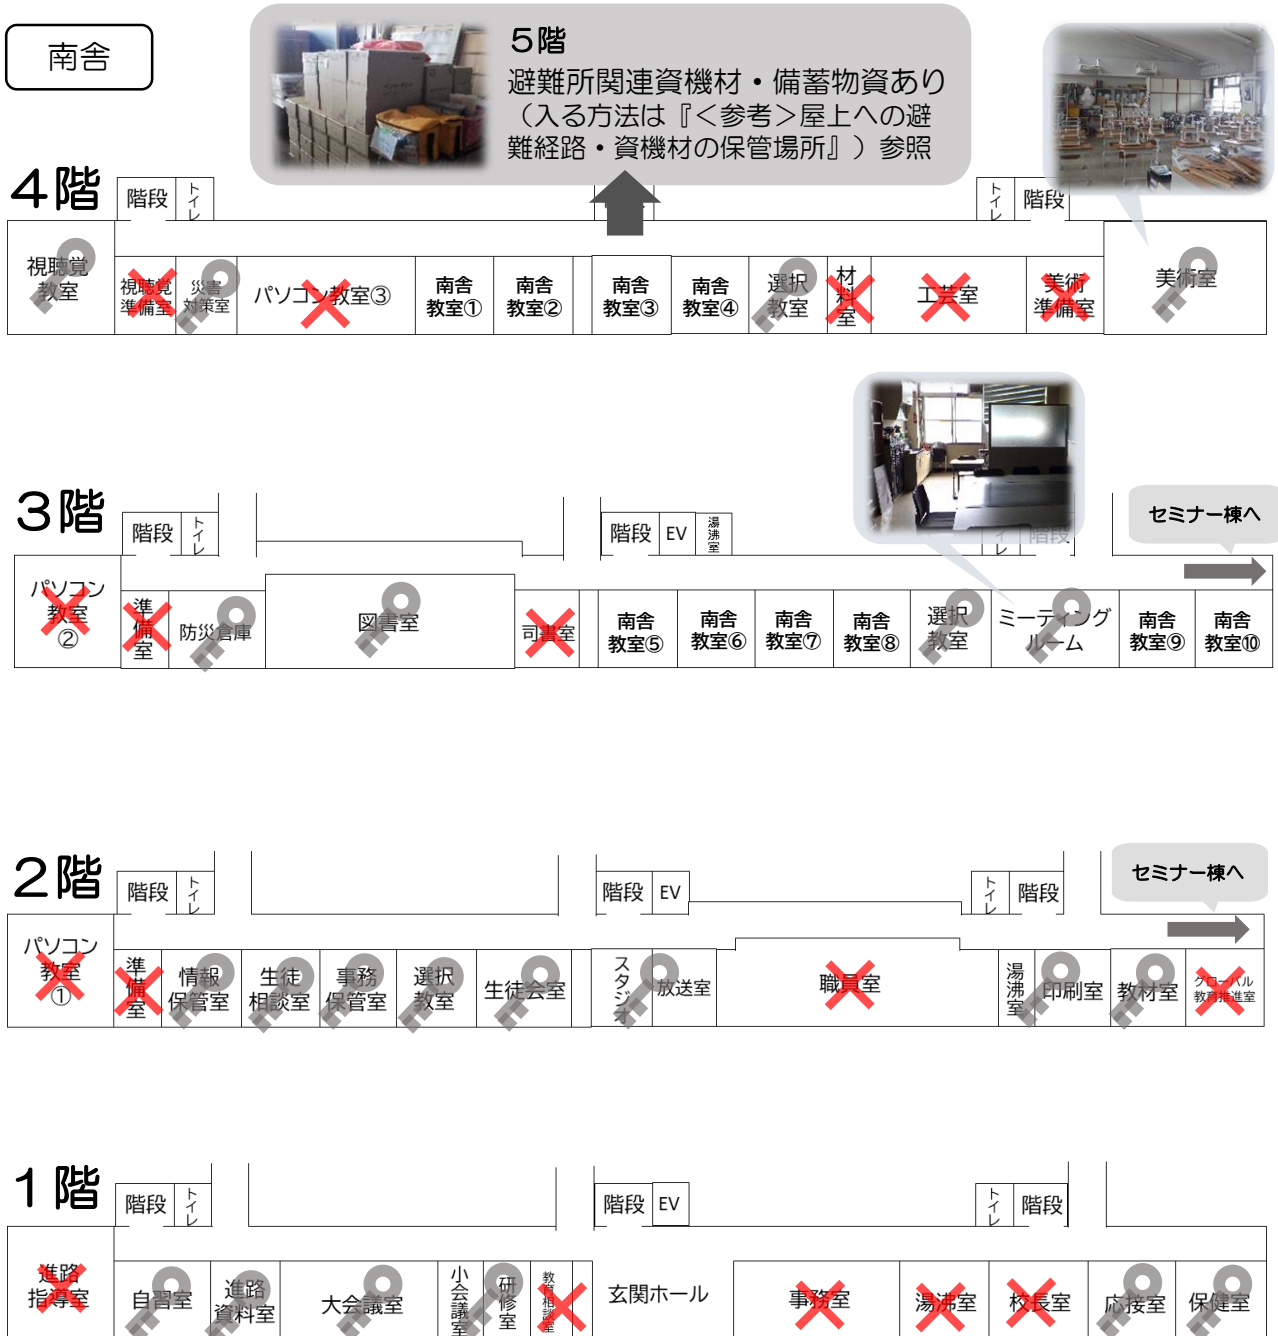 南舎
5階
避難所関連資機材・備蓄物資あり
(入る方法は『<参考>屋上への避
難経路・資機材の保管場所』)参照
4階
階段
トイレ
トイレ
階段
視聴覚
教室
視聴覚
準備室
災害
対策室
パソコン教室③
南舎
教室①
南舎
教室②
南舎
教室③
南舎
教室④
選択
教室
材料室
工芸室
美術
準備室
美術室
3階
階段
トイレ
階段
EV
湯沸室
トイレ
階段
セミナー棟へ
パソコン
教室
②
準備室
防災倉庫
図書室
司書室
南舎
教室⑤
南舎
教室⑥
南舎
教室⑦
南舎
教室⑧
選択
教室
ミーティング
ルーム
南舎
教室⑨
南舎
教室⑩
2階
階段
トイレ
階段
EV
トイレ
階段
セミナー棟へ
パソコン
教室
①
準備室
情報
保管室
生徒
相談室
事務
保管室
選択
教室
生徒会室
スタジオ
放送室
職員室
湯沸室
印刷室
教材室
グローバル
教育推進室
1階
階段
トイレ
階段
EV
トイレ
階段
進路
指導室
自習室
進路
資料室
大会議室
小会議室
研修室
教育相談室
玄関ホール
事務室
湯沸室
校長室
応接室
保健室